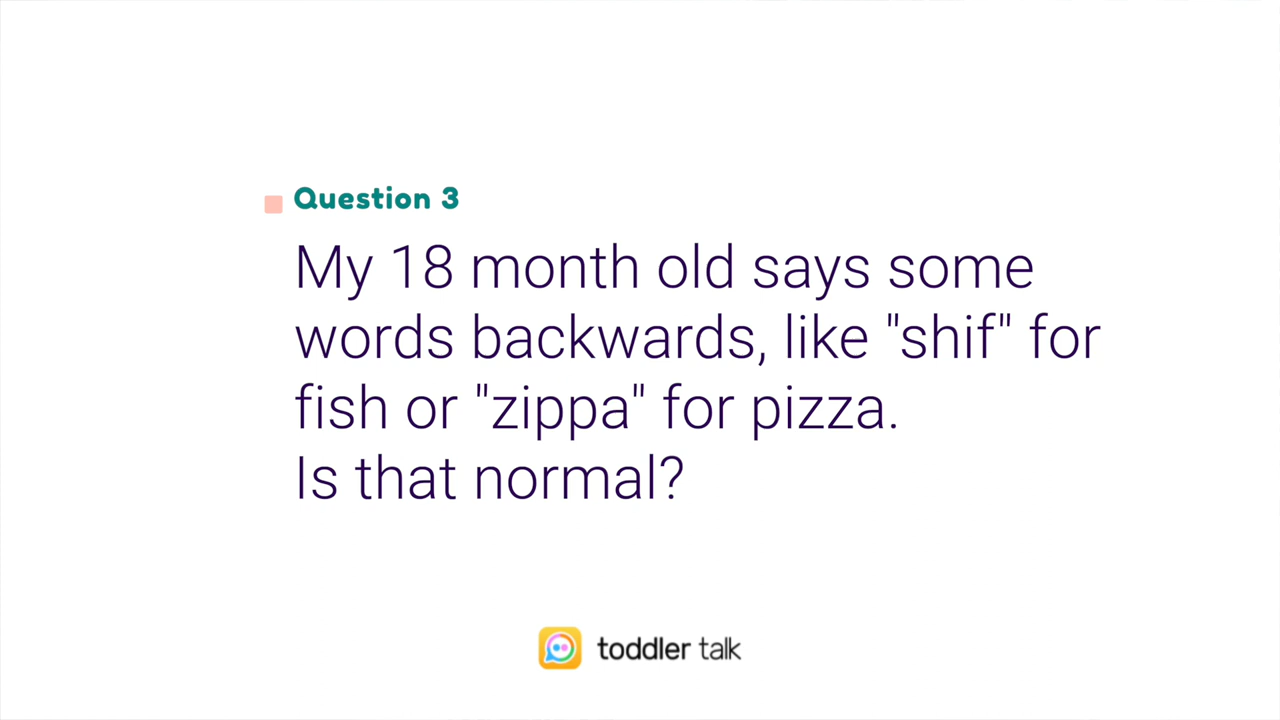 Question 3
My 18 month old says some
words backwards, like "shif" for
fish or "zippa" for pizza.
Is that normal?
toddler talk